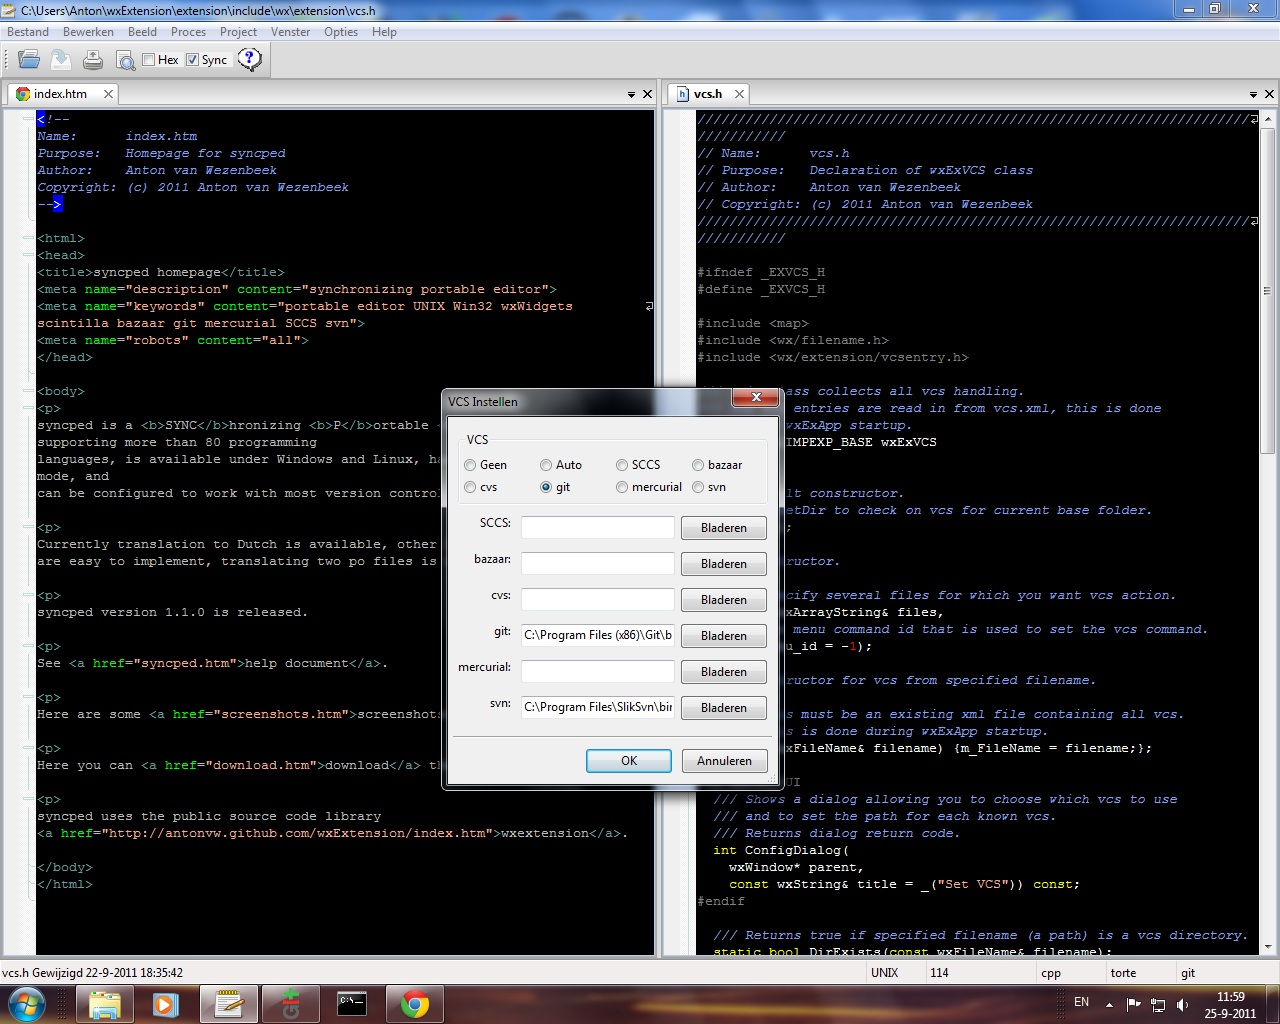 C:\Users\Anton\wxExtension\extension\include\wx\extension\vcs.h
Bestand Bewerken Beeld Proces Project Venster Opties Help
Hex Sync
index.htm
<!--
Name:      index.htm
Purpose:   Homepage for syncped
Author:    Anton van Wezenbeek
Copyright: (c) 2011 Anton van Wezenbeek
-->
<html>
<head>
<title>syncped homepage</title>
<meta name="description" content="synchronizing portable editor">
<meta name="keywords" content="portable editor UNIX Win32 wxWidgets
scintilla bazaar git mercurial SCCS svn">
<meta name="robots" content="all">
</head>
<body>
<p>
syncped is a <b>SYNC</b>hronizing <b>P</b>ortable
supporting more than 80 programming
languages, is available under Windows and Linux,
mode, and
can be configured to work with most version
<p>
Currently translation to Dutch is available, other
are easy to implement, translating two po files is
<p>
syncped version 1.1.0 is released.
<p>
See <a href="syncped.htm">help document</a>.
<p>
Here are some <a href="screenshots.htm">screenshots
<p>
Here you can <a href="download.htm">download</a>
<p>
syncped uses the public source code library
<a href="http://antonvw.github.com/wxExtension/index.htm">wxextension</a>.
</body>
</html>
vcs.h
//////////////////////////////////////////////////////////////////////
///////////
// Name:      vcs.h
// Purpose:   Declaration of wxExVCS class
// Author:    Anton van Wezenbeek
// Copyright: (c) 2011 Anton van Wezenbeek
//////////////////////////////////////////////////////////////////////
///////////
#ifndef _EXVCS_H
#define _EXVCS_H
#include <map>
#include <wx/filename.h>
#include <wx/extension/vcsentry.h>
collects all vcs handling.
entries are read in from vcs.xml, this is done
wxExApp startup.
IMPEXP_BASE wxExVCS
constructor.
to check on vcs for current base folder.
;
several files for which you want vcs action.
xArrayString& files,
menu command id that is used to set the vcs command.
u_id = -1);
for vcs from specified filename.
must be an existing xml file containing all vcs.
is done during wxExApp startup.
xFileName& filename) {m_FileName = filename;};
UI
/// Shows a dialog allowing you to choose which vcs to use
/// and to set the path for each known vcs.
/// Returns dialog return code.
int ConfigDialog(
wxWindow* parent,
const wxString& title = _("Set VCS")) const;
#endif
/// Returns true if specified filename (a path) is a vcs directory.
static bool DirExists(const wxFileName& filename);
VCS Instellen
VCS
Geen Auto SCCS bazaar
cvs git mercurial svn
SCCS: Bladeren
bazaar: Bladeren
cvs: Bladeren
git: C:\Program Files (x86)\Git\b Bladeren
mercurial: Bladeren
svn: C:\Program Files\SlikSvn\bin Bladeren
OK Annuleren
vcs.h Gewijzigd 22-9-2011 18:35:42 UNIX 114 cpp torte git
EN 11:59
25-9-2011